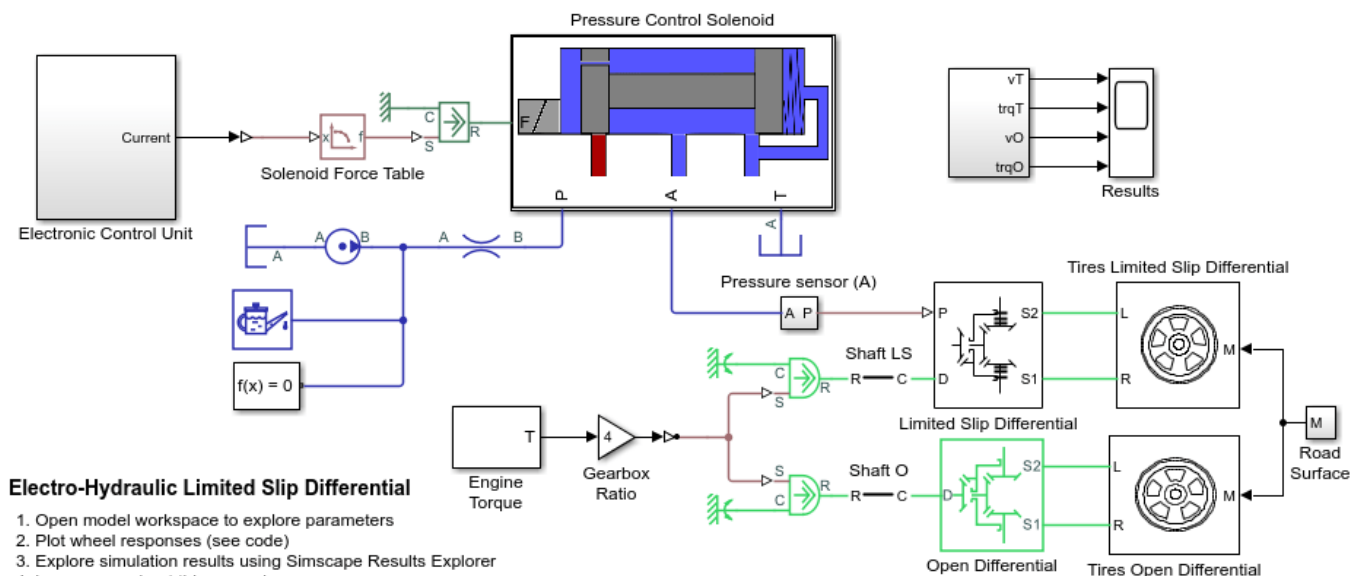 Pressure Control Solenoid
Current
Electronic Control Unit
x f
Solenoid Force Table
C
S
R
F
P
A
T
A
vT
trqT
vO
trqO
Results
A
A B
A B
f(x) = 0
Pressure sensor (A)
A P
P
D
S2
S1
Limited Slip Differential
Tires Limited Slip Differential
L
R
M
Shaft LS
C
S
R
R C
T
Engine
Torque
4
Gearbox
Ratio
S
C
R
Shaft O
R C
D
S2
S1
Open Differential
L
R
M
Tires Open Differential
M
Road
Surface
Electro-Hydraulic Limited Slip Differential
1. Open model workspace to explore parameters
2. Plot wheel responses (see code)
3. Explore simulation results using Simscape Results Explorer